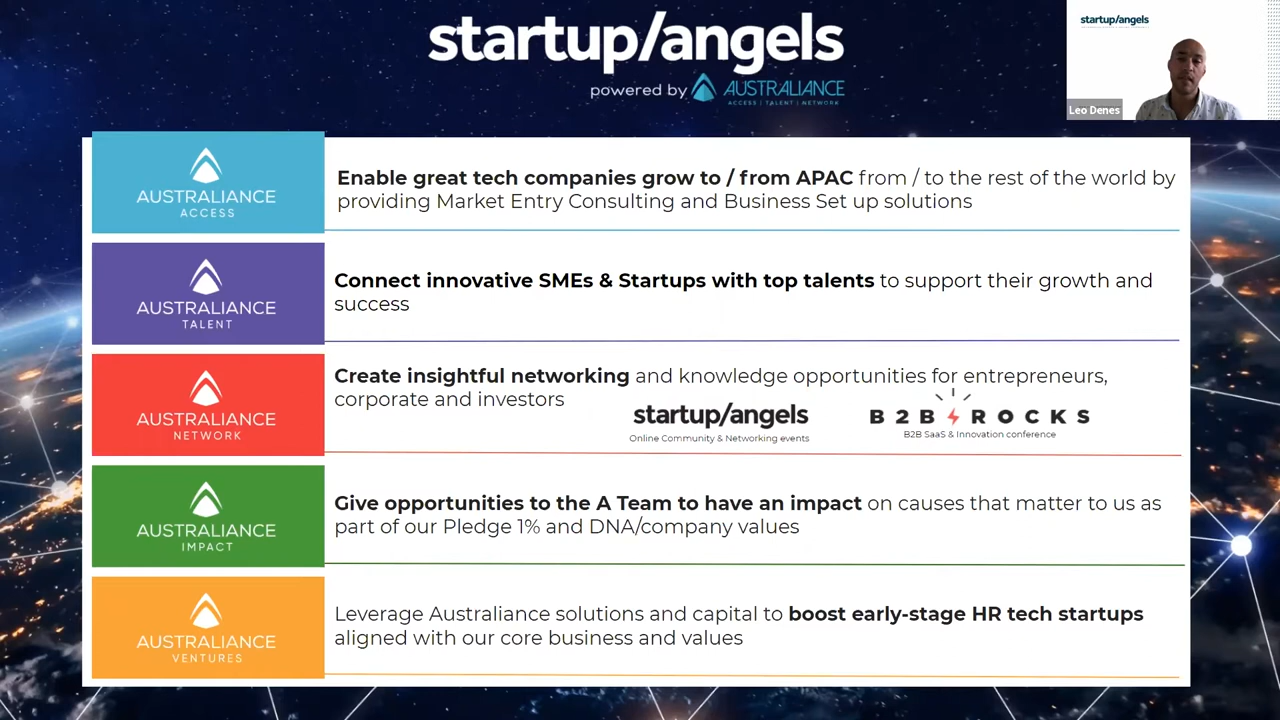 startup/angels
powered by AUSTRALIANCE
ACCESS | TALENT | NETWORK
startup/angels
Leo Denes
AUSTRALIANCE
ACCESS
Enable great tech companies grow to / from APAC from / to the rest of the world by
providing Market Entry Consulting and Business Set up solutions
AUSTRALIANCE
TALENT
Connect innovative SMEs & Startups with top talents to support their growth and
success
AUSTRALIANCE
NETWORK
Create insightful networking and knowledge opportunities for entrepreneurs,
corporate and investors
startup/angels
Online Community & Networking events
B2B ROCKS
B2B SaaS & Innovation conference
AUSTRALIANCE
IMPACT
Give opportunities to the A Team to have an impact on causes that matter to us as
part of our Pledge 1% and DNA/company values
AUSTRALIANCE
VENTURES
Leverage Australiance solutions and capital to boost early-stage HR tech startups
aligned with our core business and values